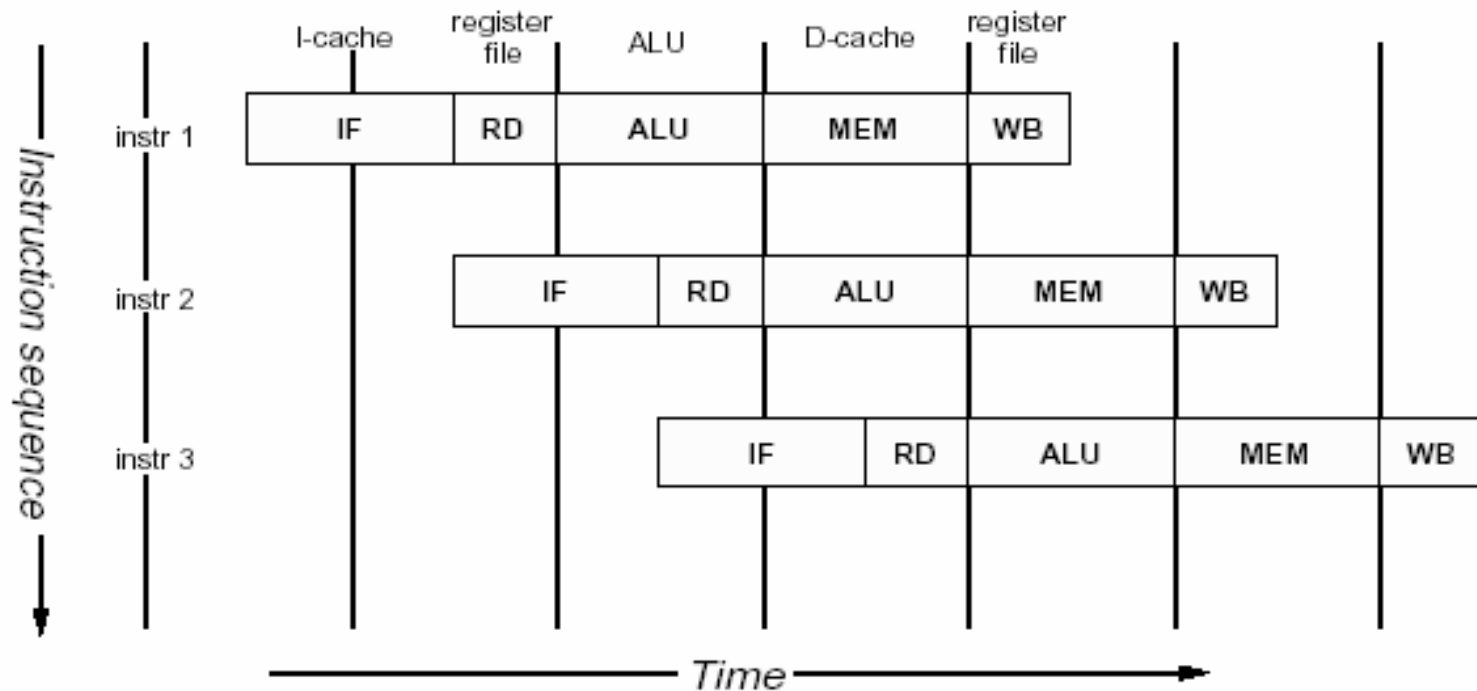 I-cache
register
file
ALU
D-cache
register
file
instr 1
IF
RD
ALU
MEM
WB
instr 2
IF
RD
ALU
MEM
WB
instr 3
IF
RD
ALU
MEM
WB
Instruction sequence
Time